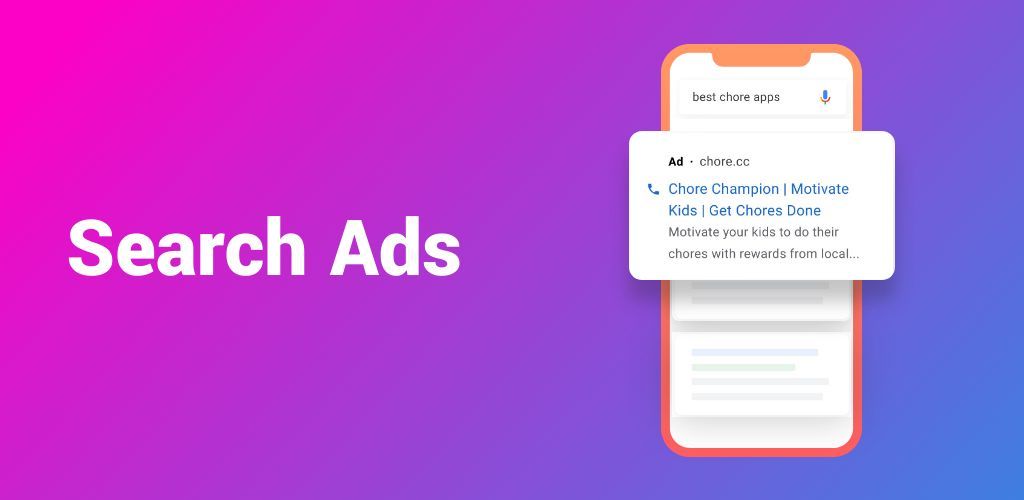 Search Ads
best chore apps
Ad · chore.cc
Chore Champion | Motivate
Kids | Get Chores Done
Motivate your kids to do their
chores with rewards from local...